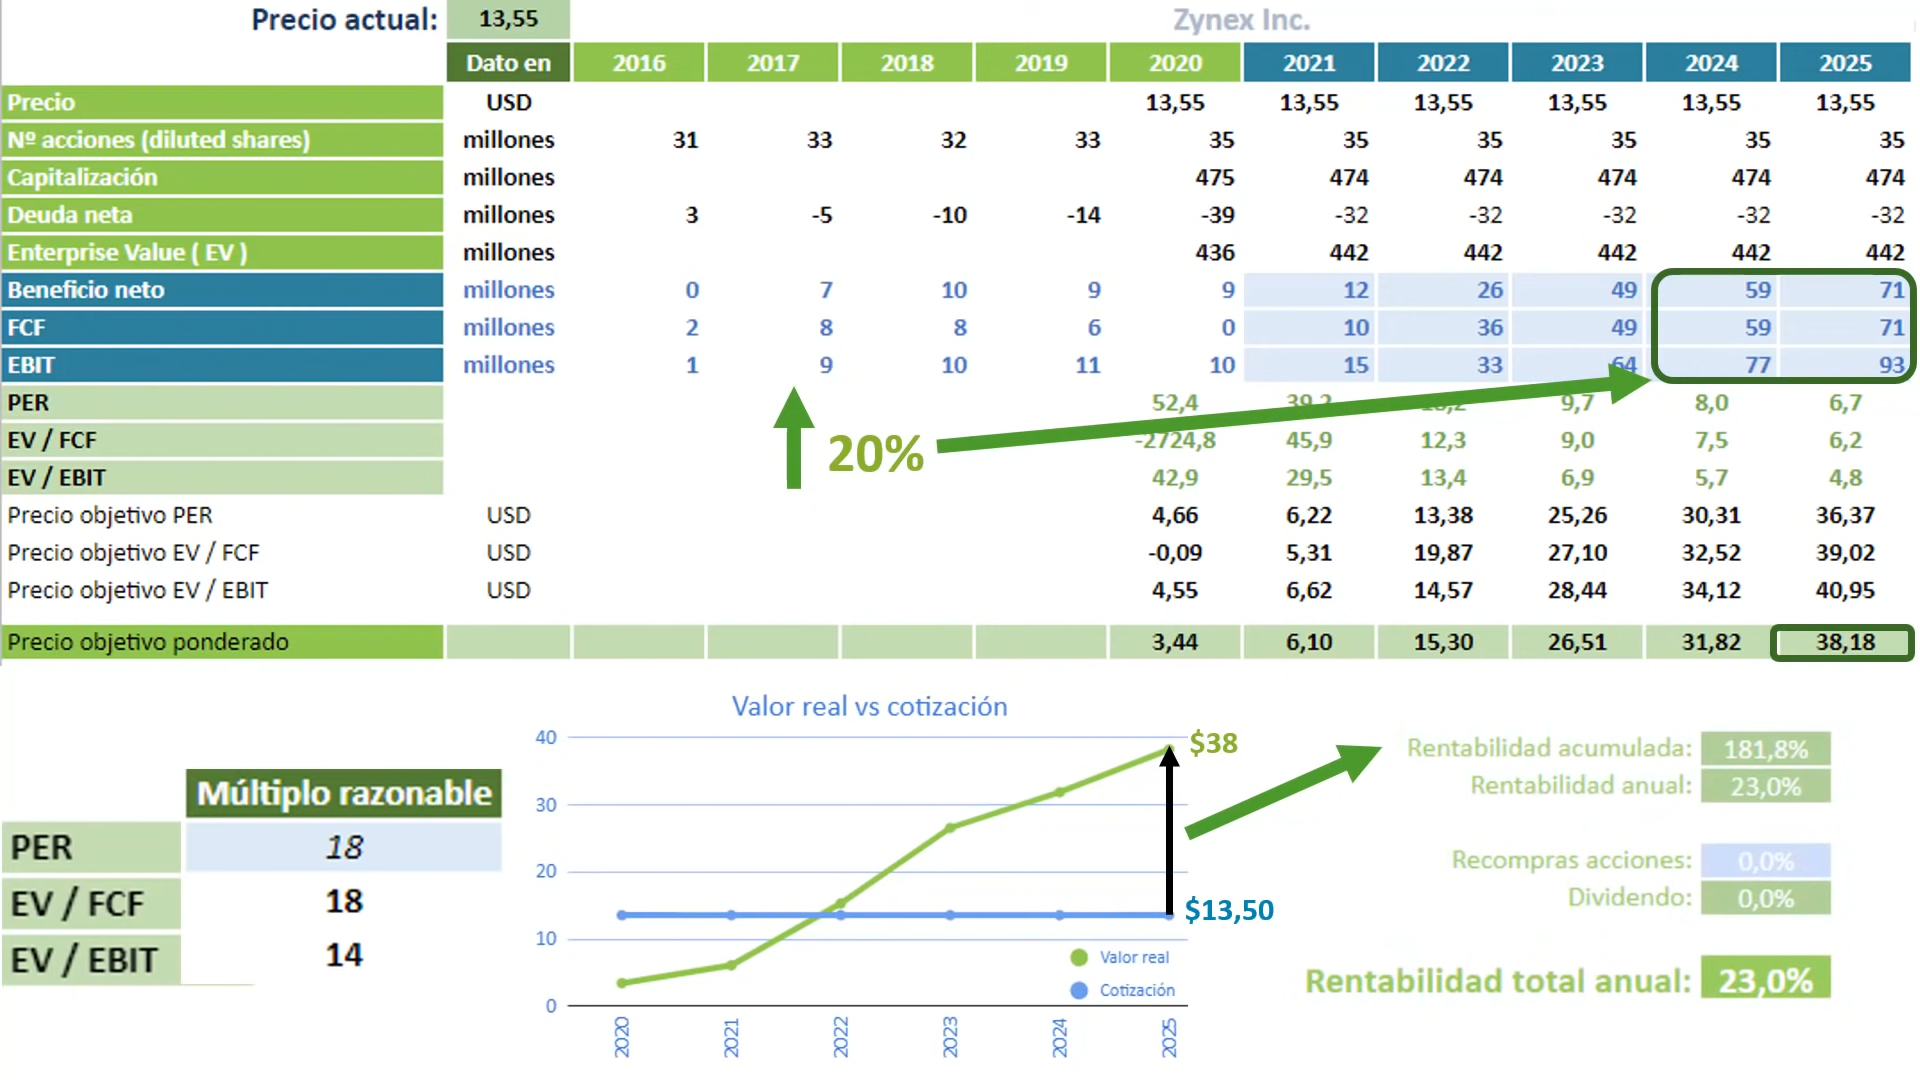 Precio actual: 13,55 Zynex Inc.
Dato en 2016 2017 2018 2019 2020 2021 2022 2023 2024 2025
Precio USD 13,55 13,55 13,55 13,55 13,55 13,55
Nº acciones (diluted shares) millones 31 33 32 33 35 35 35 35 35 35
Capitalización millones 475 474 474 474 474 474
Deuda neta millones 3 -5 -10 -14 -39 -32 -32 -32 -32 -32
Enterprise Value ( EV ) millones 436 442 442 442 442 442
Beneficio neto millones 0 7 10 9 9 12 26 49 59 71
FCF millones 2 8 8 6 0 10 36 49 59 71
EBIT millones 1 9 10 11 10 15 33 64 77 93
PER 52,4 39,2 9,7 8,0 6,7
EV / FCF -2724,8 45,9 12,3 9,0 7,5 6,2
20%
EV / EBIT 42,9 29,5 13,4 6,9 5,7 4,8
Precio objetivo PER USD 4,66 6,22 13,38 25,26 30,31 36,37
Precio objetivo EV / FCF USD -0,09 5,31 19,87 27,10 32,52 39,02
Precio objetivo EV / EBIT USD 4,55 6,62 14,57 28,44 34,12 40,95
Precio objetivo ponderado 3,44 6,10 15,30 26,51 31,82 38,18
Múltiplo razonable
PER 18
EV / FCF 18
EV / EBIT 14
Valor real vs cotización
40
30
20
10
0
$38
$13,50
Valor real
Cotización
2020 2021 2022 2023 2024 2025
Rentabilidad acumulada: 181,8%
Rentabilidad anual: 23,0%
Recompras acciones: 0,0%
Dividendo: 0,0%
Rentabilidad total anual: 23,0%